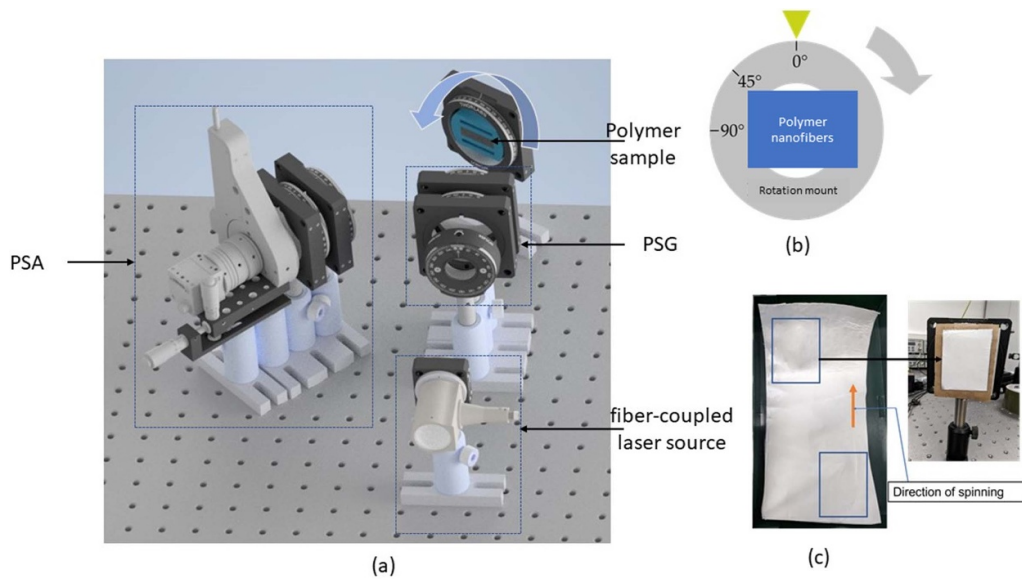 PSA
Polymer
sample
PSG
fiber-coupled
laser source
(a)
0°
45°
90°
Polymer
nanofibers
Rotation mount
(b)
Direction of spinning
(c)